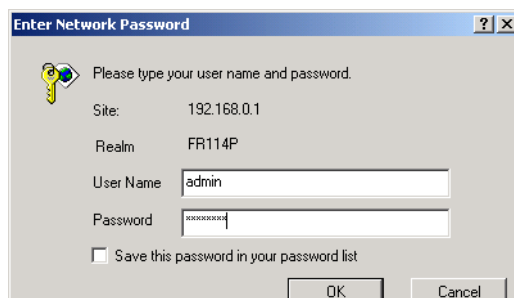 Enter Network Password
Please type your user name and password.
Site: 192.168.0.1
Realm FR114P
User Name admin
Password ********
Save this password in your password list
OK Cancel